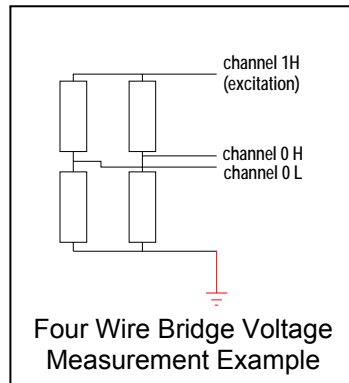 channel 1H
(excitation)
channel 0 H
channel 0 L
Four Wire Bridge Voltage
Measurement Example